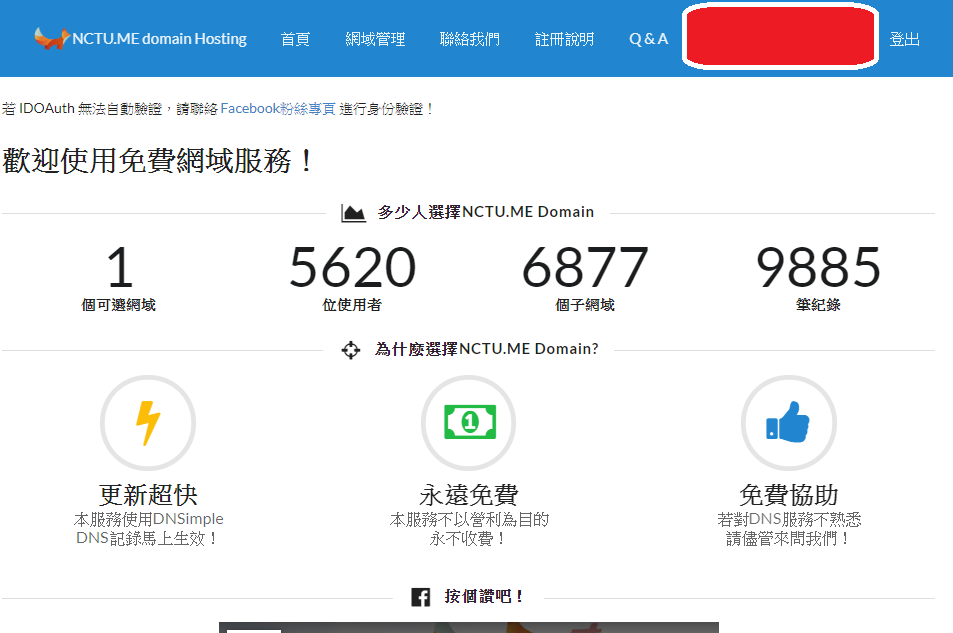 NCTU.ME domain Hosting 首頁 網域管理 聯絡我們 註冊說明 Q & A 登出
若 IDOAuth 無法自動驗證，請聯絡 Facebook粉絲專頁 進行身份驗證！
歡迎使用免費網域服務！
多少人選擇NCTU.ME Domain
1 5620 6877 9885
個可選網域 位使用者 個子網域 筆紀錄
為什麼選擇NCTU.ME Domain?
1
更新超快 永遠免費 免費協助
本服務使用DNSimple 本服務不以營利為目的 若對DNS服務不熟悉
DNS記錄馬上生效！ 永不收費！ 請儘管來問我們！
按個讚吧！